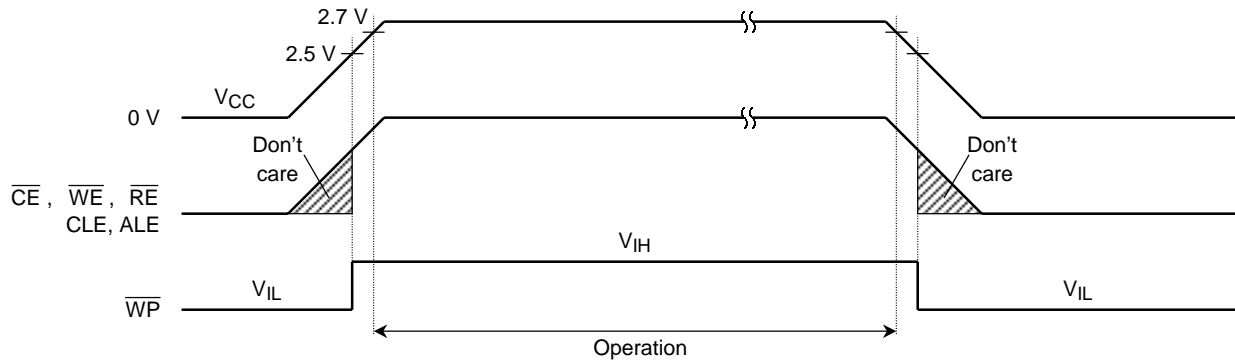 2.7 V
2.5 V
0 V
VCC
Don't
care
Don't
care
CE , WE , RE
CLE, ALE
VIH
WP
VIL
VIL
Operation